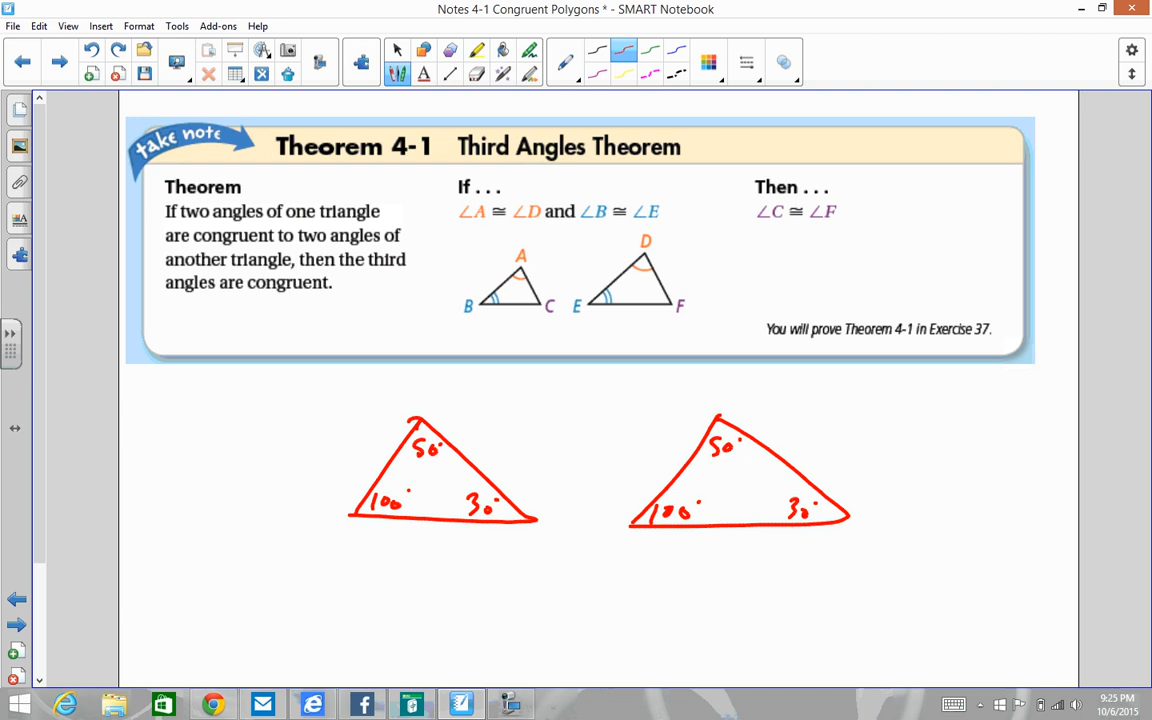 Notes 4-1 Congruent Polygons * - SMART Notebook
File Edit View Insert Format Tools Add-ons Help
take note
Theorem 4-1 Third Angles Theorem
Theorem
If two angles of one triangle
are congruent to two angles of
another triangle, then the third
angles are congruent.
If . . .
∠A ≅ ∠D and ∠B ≅ ∠E
A
B
C
D
E
F
Then . . .
∠C ≅ ∠F
You will prove Theorem 4-1 in Exercise 37.
50°
100° 30°
50°
100° 30°
9:25 PM
10/6/2015